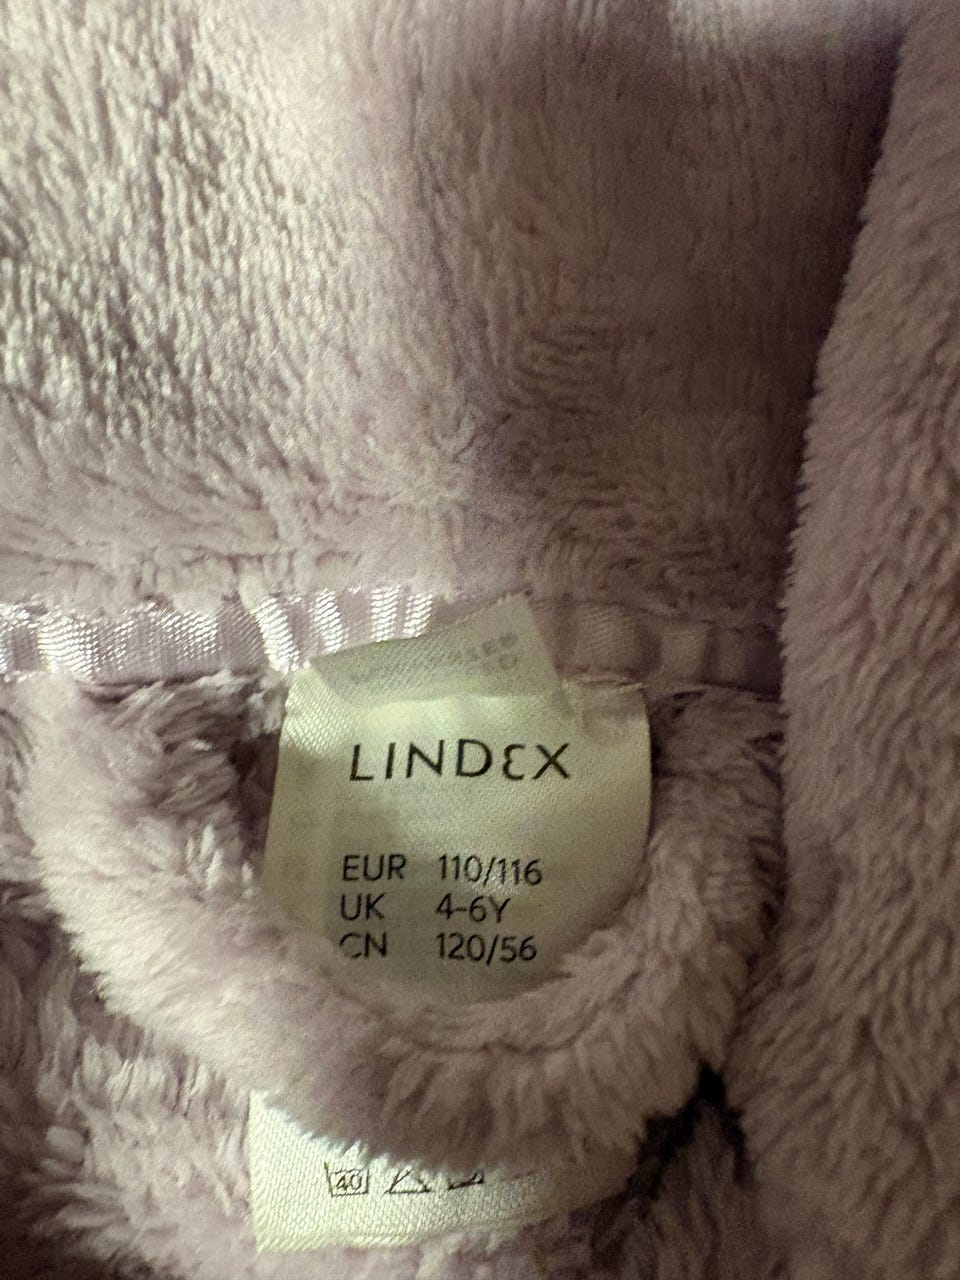 LINDEX
EUR 110/116
UK 4-6Y
CN 120/56
40